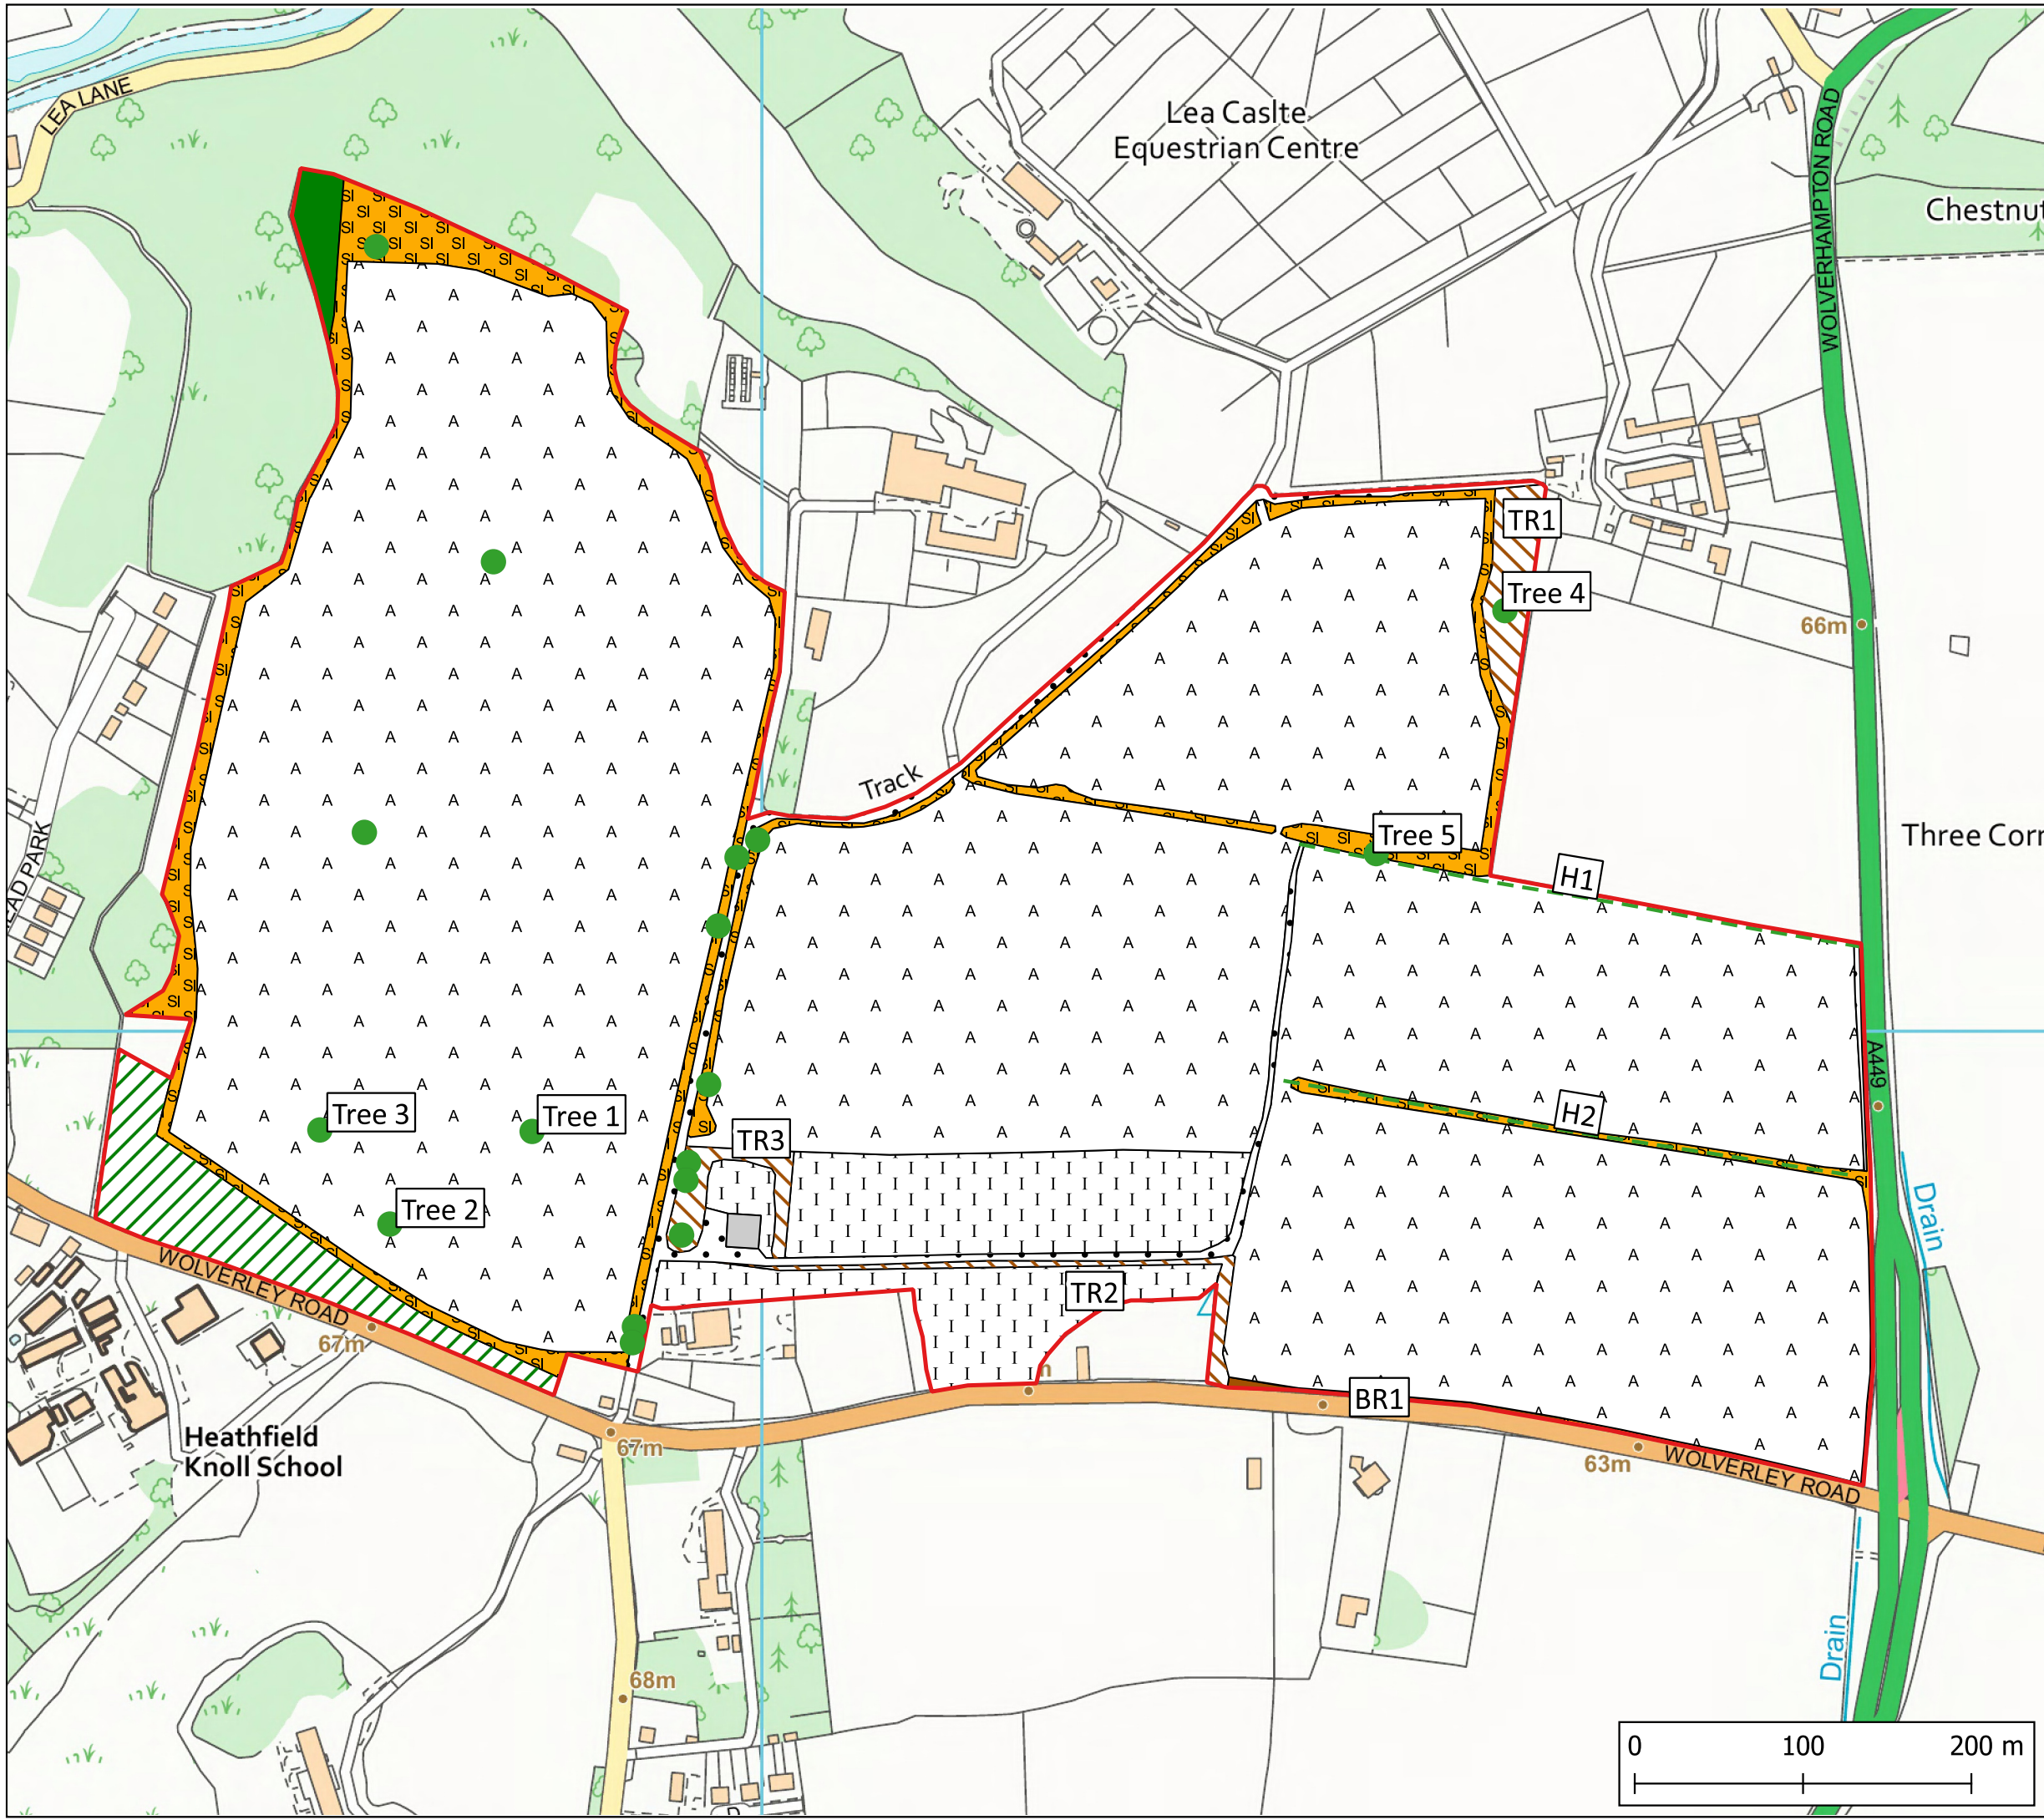 LEA LANE
Lea Caslte
Equestrian Centre
WOLVERHAMPTON ROAD
Chestnut
TR1
Tree 4
66m
Track
Tree 5
Three Corr
H1
EAD PARK
A449
H2
Tree 3
Tree 1
TR3
Tree 2
Drain
WOLVERLEY ROAD
67m
TR2
BR1
Heathfield
Knoll School
67m
63m
WOLVERLEY ROAD
Drain
68m
0 100 200 m